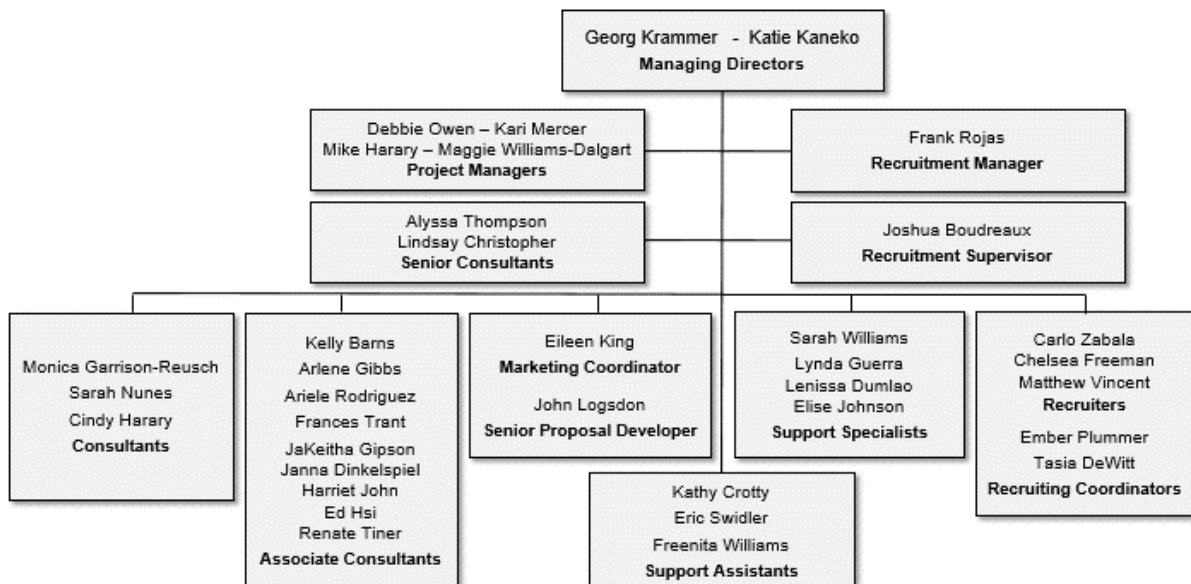 Georg Krammer - Katie Kaneko
Managing Directors
Debbie Owen – Kari Mercer
Mike Harary – Maggie Williams-Dalgart
Project Managers
Frank Rojas
Recruitment Manager
Alyssa Thompson
Lindsay Christopher
Senior Consultants
Joshua Boudreaux
Recruitment Supervisor
Monica Garrison-Reusch
Sarah Nunes
Cindy Harary
Consultants
Kelly Barns
Arlene Gibbs
Ariele Rodriguez
Frances Trant
JaKeitha Gipson
Janna Dinkelspiel
Harriet John
Ed Hsi
Renate Tiner
Associate Consultants
Eileen King
Marketing Coordinator
John Logsdon
Senior Proposal Developer
Sarah Williams
Lynda Guerra
Lenissa Dumlao
Elise Johnson
Support Specialists
Carlo Zabala
Chelsea Freeman
Matthew Vincent
Recruiters
Ember Plummer
Tasia DeWitt
Recruiting Coordinators
Kathy Crotty
Eric Swidler
Freenita Williams
Support Assistants